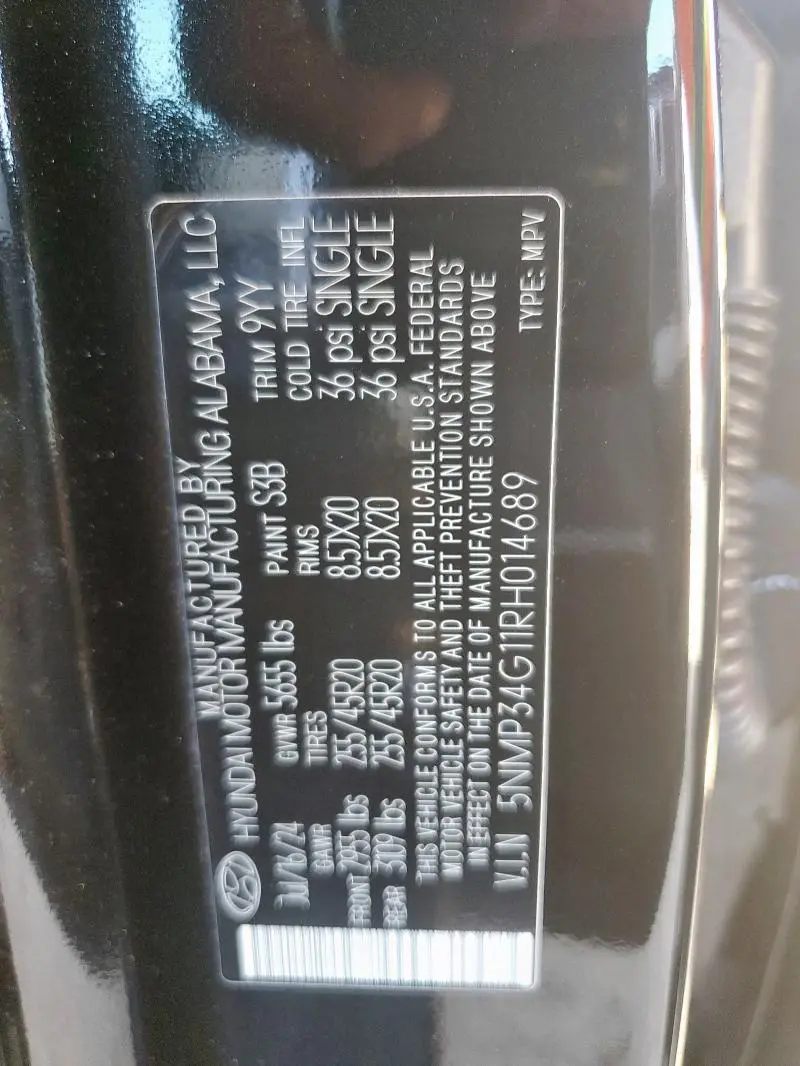 MANUFACTURED BY
HYUNDAI MOTOR MANUFACTURING ALABAMA, LLC
JUL/16/24 GVWR 5655 lbs PAINT S3B TRIM 9YY
GAWR TIRES RIMS COLD TIRE INFL
FRONT 2955 lbs 255/45R20 8.5JX20 36 psi SINGLE
REAR 3109 lbs 255/45R20 8.5JX20 36 psi SINGLE
THIS VEHICLE CONFORMS TO ALL APPLICABLE U.S.A. FEDERAL
MOTOR VEHICLE SAFETY AND THEFT PREVENTION STANDARDS
IN EFFECT ON THE DATE OF MANUFACTURE SHOWN ABOVE
V.I.N 5NMP34G11RH014689 TYPE: MPV